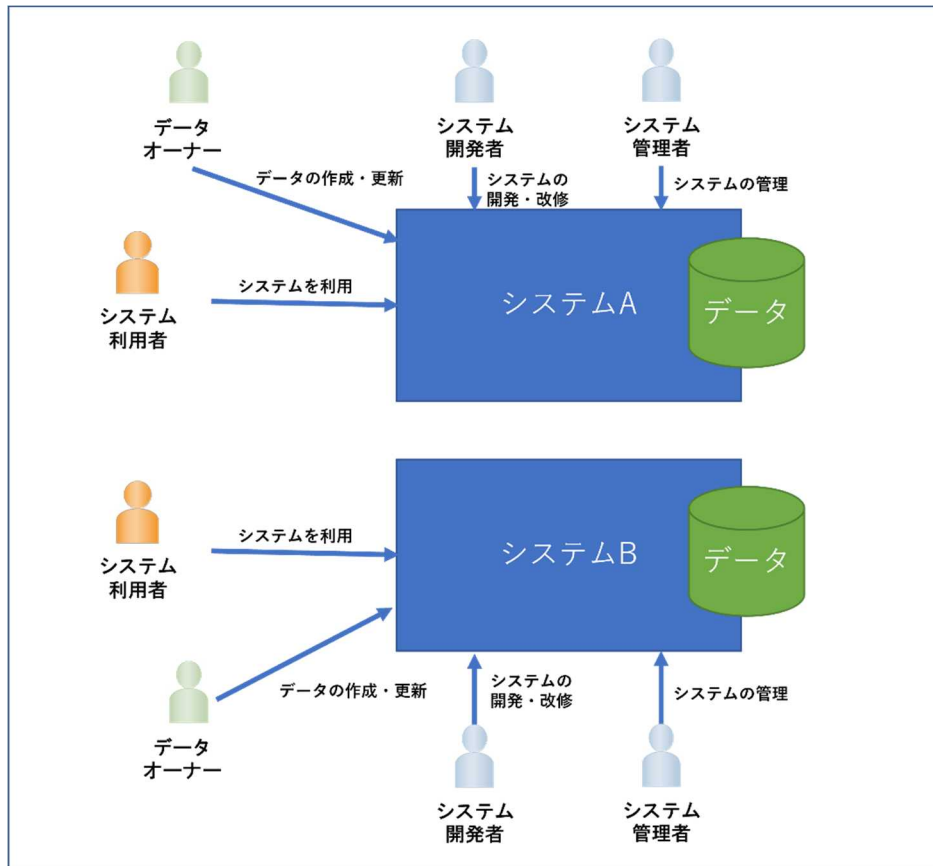 データ
オーナー
システム
開発者
システム
管理者
データの作成・更新
システムの
開発・改修
システムの管理
システムを利用
システム
利用者
システムA
データ
システムを利用
システム
利用者
システムB
データ
データの作成・更新
システムの
開発・改修
システムの管理
データ
オーナー
システム
開発者
システム
管理者